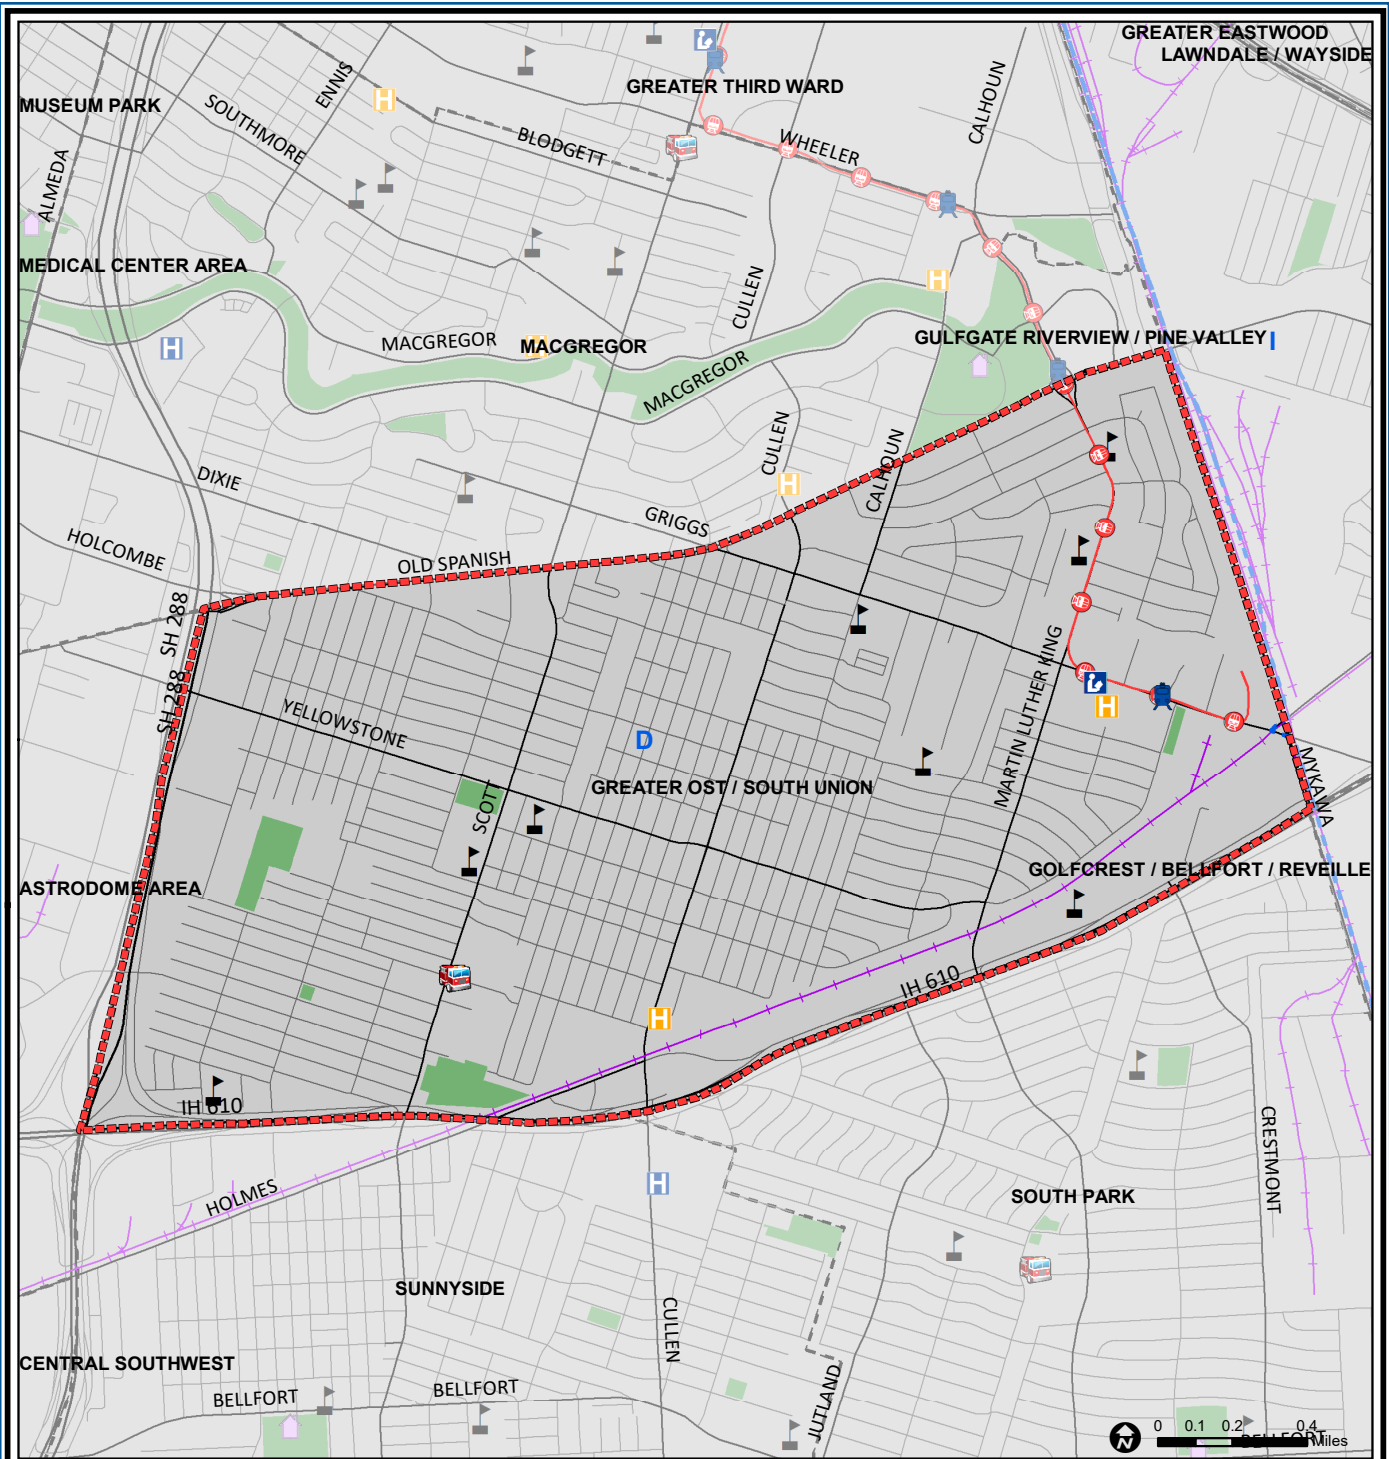 GREATER EASTWOOD
LAWNDALE / WAYSIDE
GREATER THIRD WARD
MUSEUM PARK
ENNIS
SOUTHMORE
BLODGETT
WHEELER
CALHOUN
ALMEDA
MEDICAL CENTER AREA
CULLEN
MACGREGOR
MACGREGOR
GULFGATE RIVERVIEW / PINE VALLEY
I
MACGREGOR
CULLEN
CALHOUN
DIXIE
GRIGGS
HOLCOMBE
OLD SPANISH
SH 288
SH 288
MARTIN LUTHER KING
YELLOWSTONE
D
GREATER OST / SOUTH UNION
SCOTT
MYKAWA
GOLFCREST / BELLFORT / REVEILLE
ASTRODOME AREA
IH 610
IH 610
CRESTMONT
HOLMES
SOUTH PARK
SUNNYSIDE
CULLEN
CENTRAL SOUTHWEST
BELLFORT
BELLFORT
JUTLAND
0 0.1 0.2 0.4
Miles
BELLFORT
N
H
H
H
H
H
H
H
H